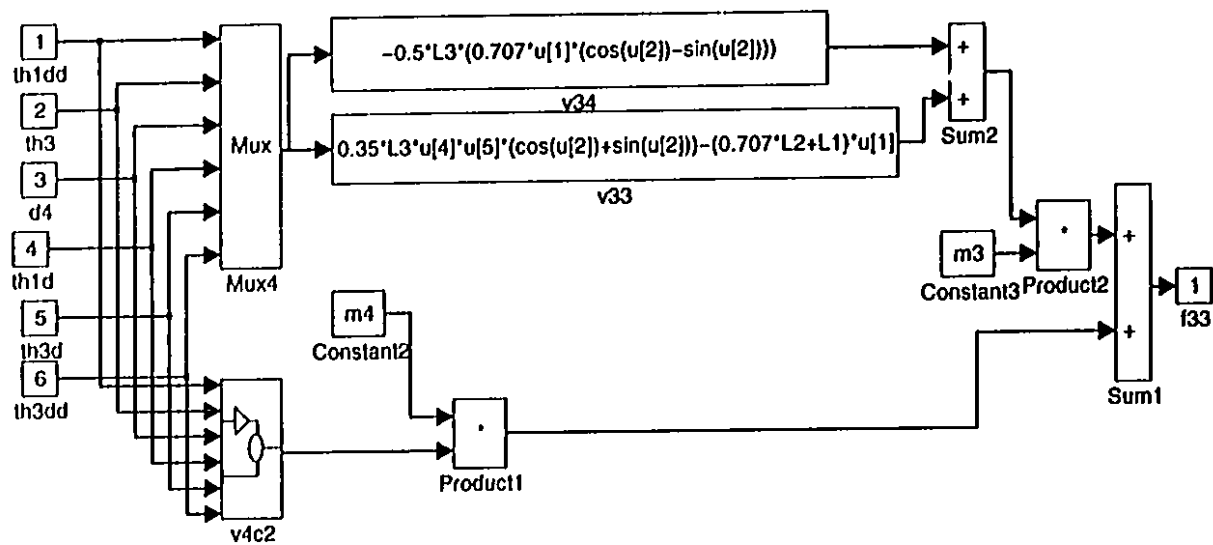 1
th1dd
2
th3
3
d4
4
th1d
5
th3d
6
th3dd
Mux
Mux4
-0.5*L3*(0.707*u[1]*(cos(u[2])-sin(u[2])))
v34
0.35*L3*u[4]*u[5]*(cos(u[2])+sin(u[2]))-(0.707*L2+L1)*u[1]
v33
+
+
Sum2
m3
Constant3
*
Product2
m4
Constant2
*
Product1
v4c2
+
+
Sum1
1
f33